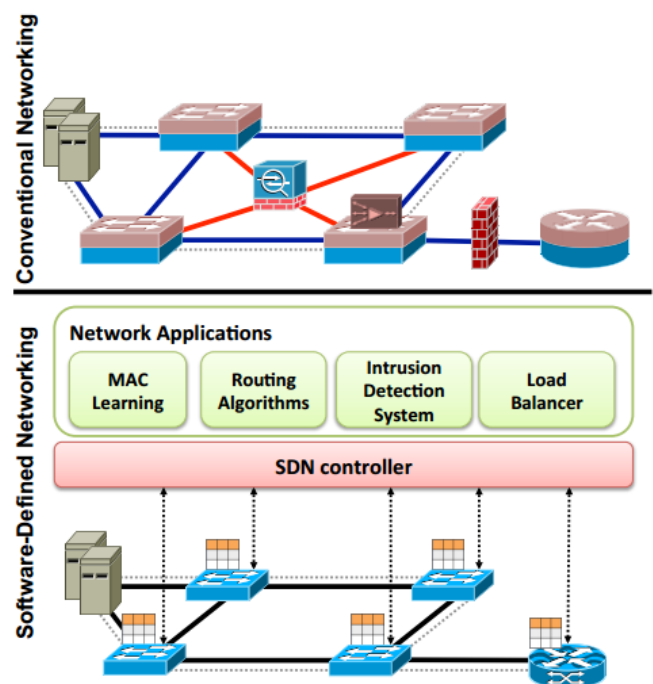 Conventional Networking
Software-Defined Networking
Network Applications
MAC
Learning
Routing
Algorithms
Intrusion
Detection
System
Load
Balancer
SDN controller